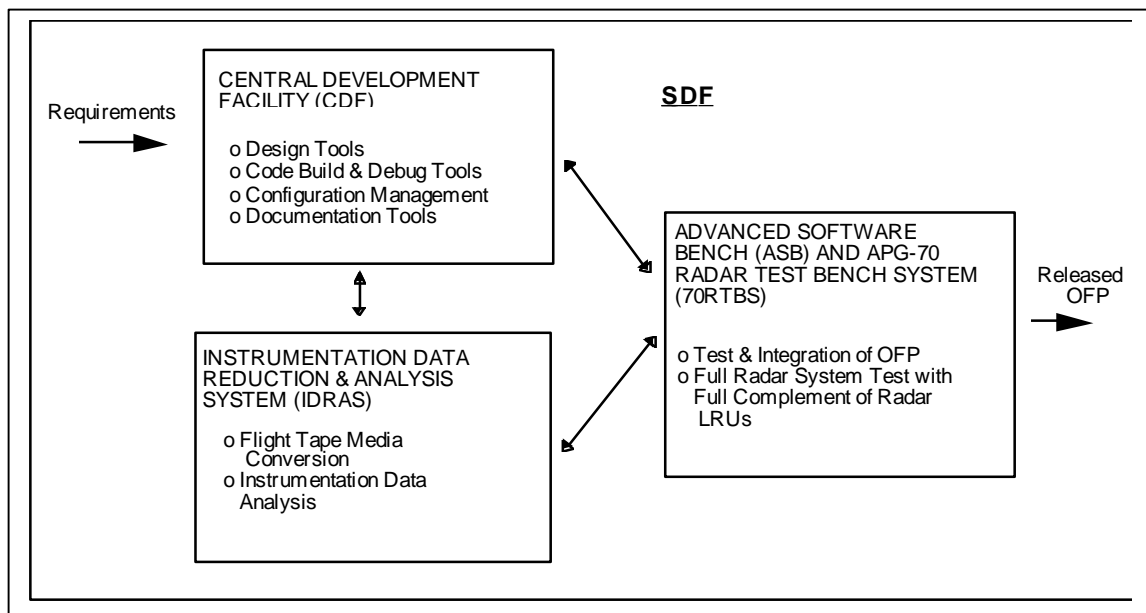 Requirements
CENTRAL DEVELOPMENT
FACILITY (CDF)
o Design Tools
o Code Build & Debug Tools
o Configuration Management
o Documentation Tools
SDF
INSTRUMENTATION DATA
REDUCTION & ANALYSIS
SYSTEM (IDRAS)
o Flight Tape Media
Conversion
o Instrumentation Data
Analysis
ADVANCED SOFTWARE
BENCH (ASB) AND APG-70
RADAR TEST BENCH SYSTEM
(70RTBS)
o Test & Integration of OFP
o Full Radar System Test with
Full Complement of Radar
LRUs
Released
OFP